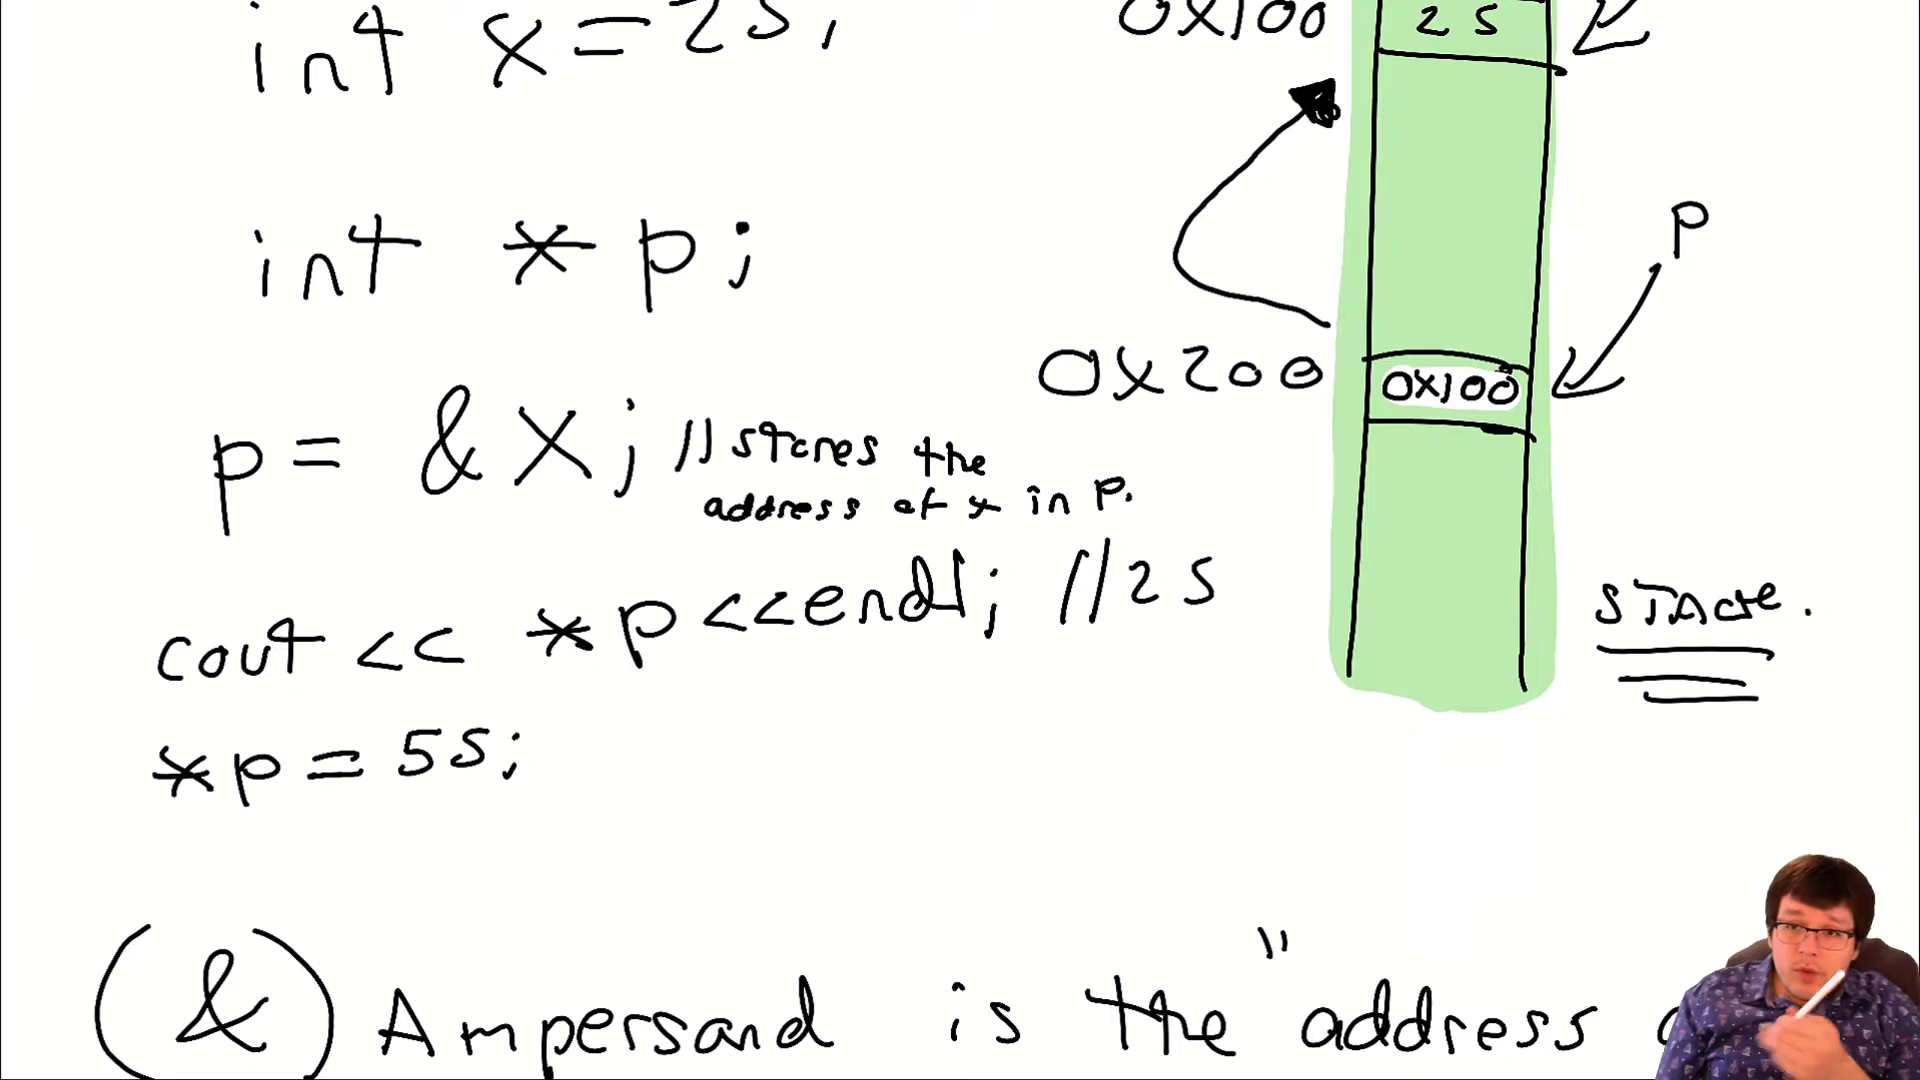 int x = 25;
0x100
25
int * p;
P
0x200
0x100
p = & x; // stores the
address of x in P.
cout << *p <<endl; //25
STACK.
*p = 55;
(&) Ampersand is the "address